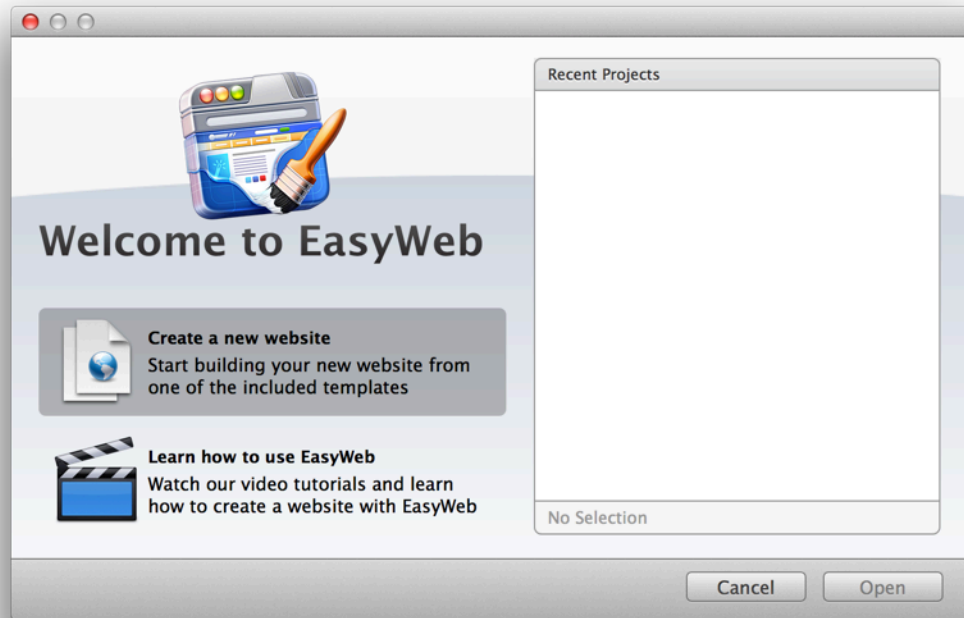 Recent Projects
Welcome to EasyWeb
Create a new website
Start building your new website from
one of the included templates
Learn how to use EasyWeb
Watch our video tutorials and learn
how to create a website with EasyWeb
No Selection
Cancel
Open